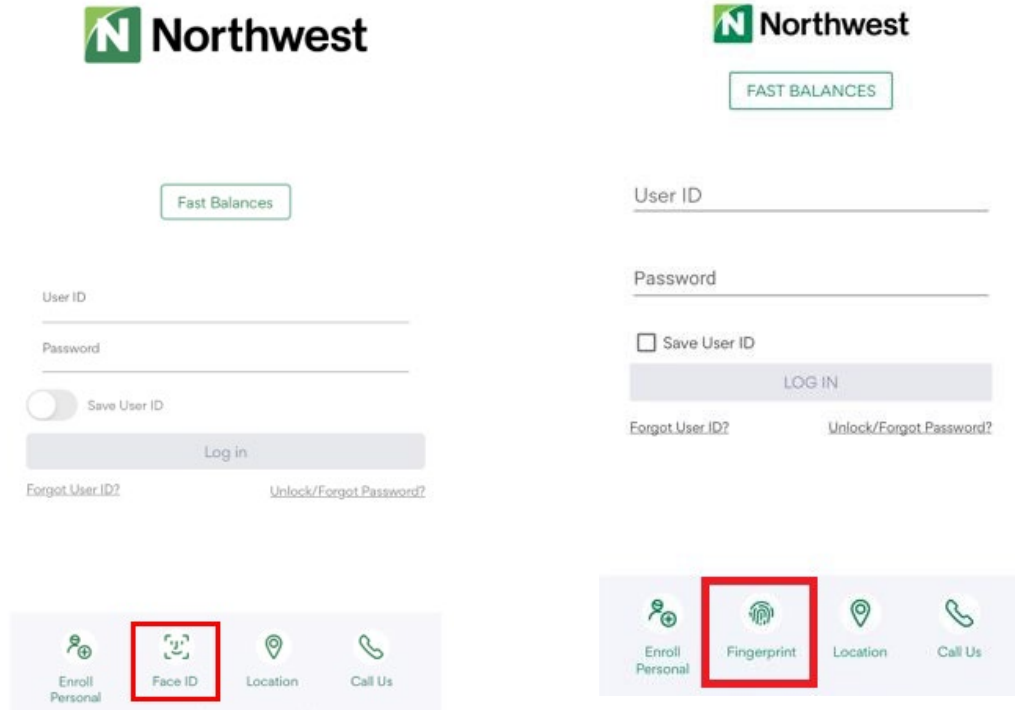 Northwest
Fast Balances
User ID
Password
Save User ID
Log in
Forgot User ID? Unlock/Forgot Password?
Enroll Personal
Face ID
Location
Call Us
Northwest
FAST BALANCES
User ID
Password
Save User ID
LOG IN
Forgot User ID? Unlock/Forgot Password?
Enroll Personal
Fingerprint
Location
Call Us